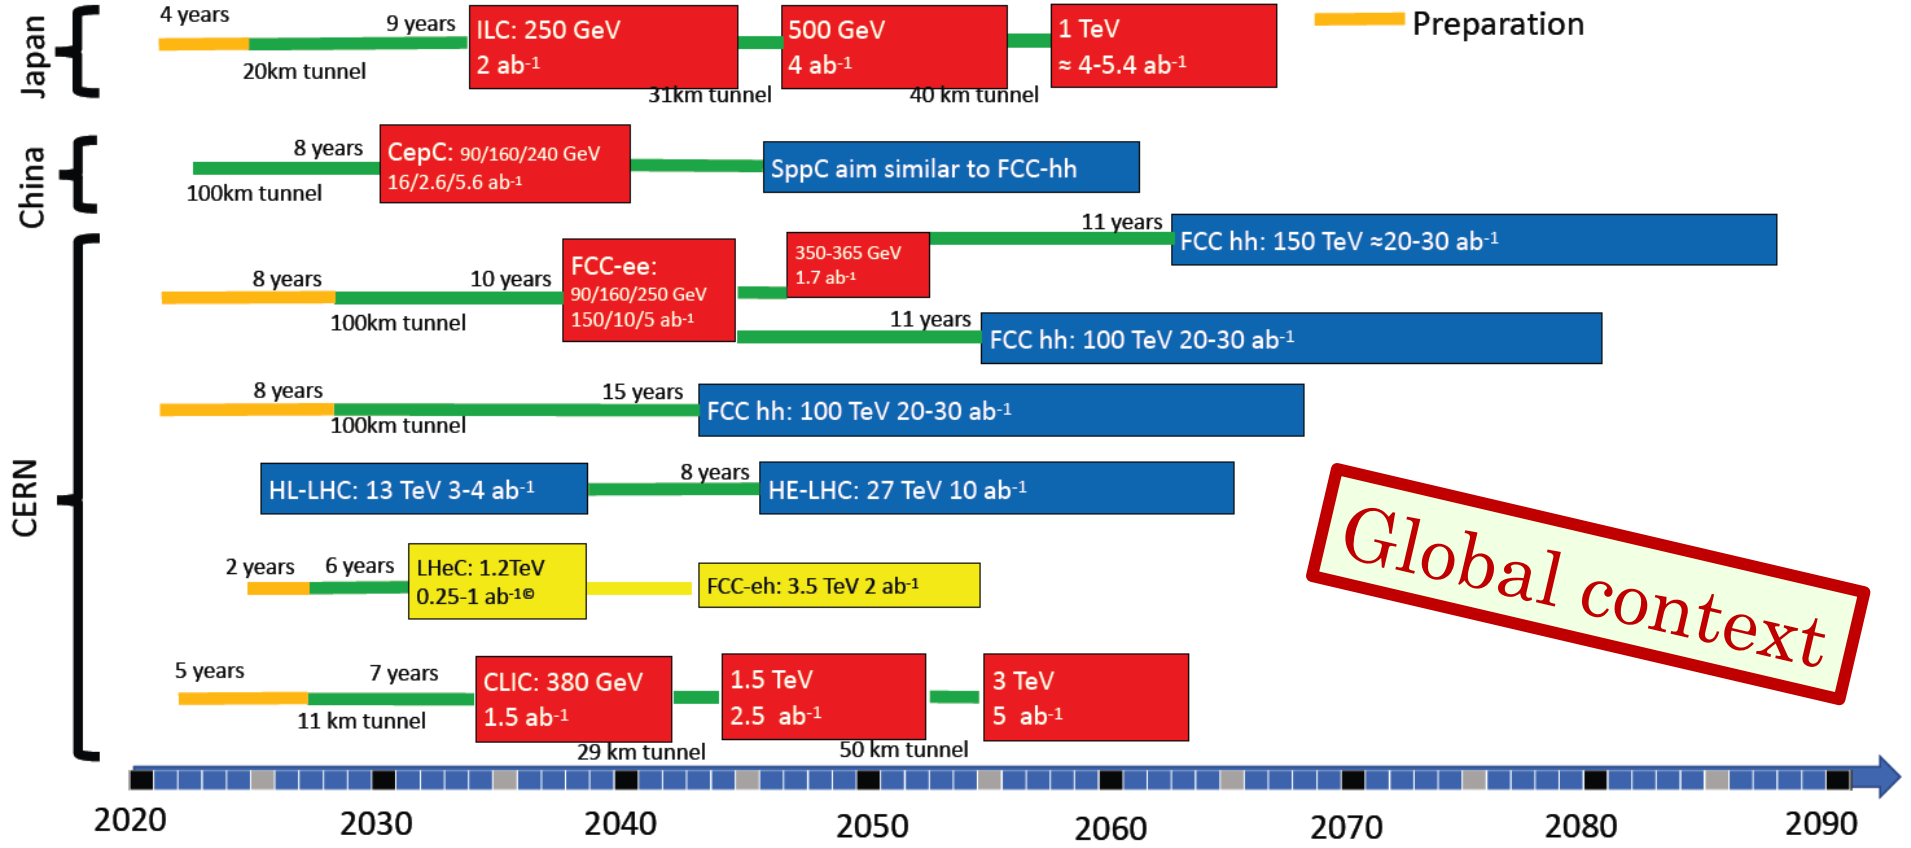 Japan
4 years
9 years
20km tunnel
ILC: 250 GeV
2 ab-1
31km tunnel
500 GeV
4 ab-1
40 km tunnel
1 TeV
≈ 4-5.4 ab-1
Preparation
China
8 years
100km tunnel
CepC: 90/160/240 GeV
16/2.6/5.6 ab-1
SppC aim similar to FCC-hh
CERN
8 years
10 years
100km tunnel
FCC-ee:
90/160/250 GeV
150/10/5 ab-1
350-365 GeV
1.7 ab-1
11 years
FCC hh: 150 TeV ≈20-30 ab-1
11 years
FCC hh: 100 TeV 20-30 ab-1
8 years
15 years
100km tunnel
FCC hh: 100 TeV 20-30 ab-1
HL-LHC: 13 TeV 3-4 ab-1
8 years
HE-LHC: 27 TeV 10 ab-1
2 years
6 years
LHeC: 1.2TeV
0.25-1 ab-1©
FCC-eh: 3.5 TeV 2 ab-1
Global context
5 years
7 years
11 km tunnel
CLIC: 380 GeV
1.5 ab-1
29 km tunnel
1.5 TeV
2.5 ab-1
50 km tunnel
3 TeV
5 ab-1
2020
2030
2040
2050
2060
2070
2080
2090